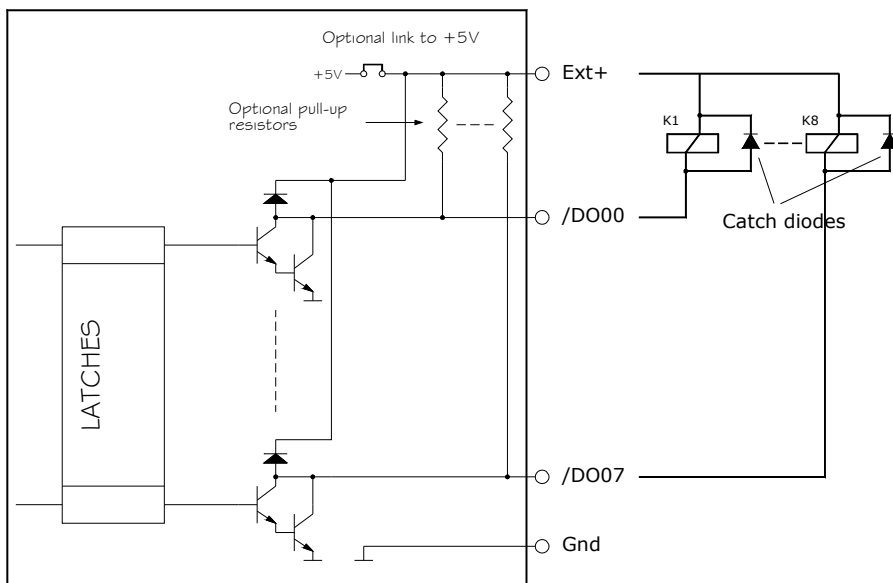 Optional link to +5V
+5V
Ext+
Optional pull-up
resistors
K1
K8
/DO00
Catch diodes
LATCHES
/DO07
Gnd